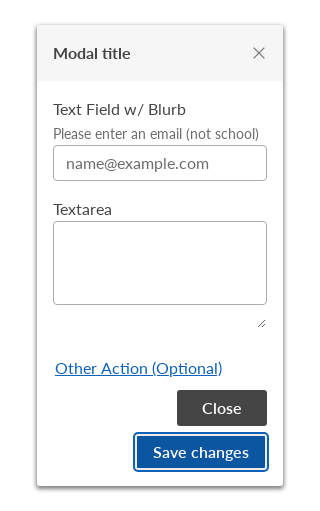 Modal title
Text Field w/ Blurb
Please enter an email (not school)
name@example.com
Textarea
Other Action (Optional)
Close
Save changes